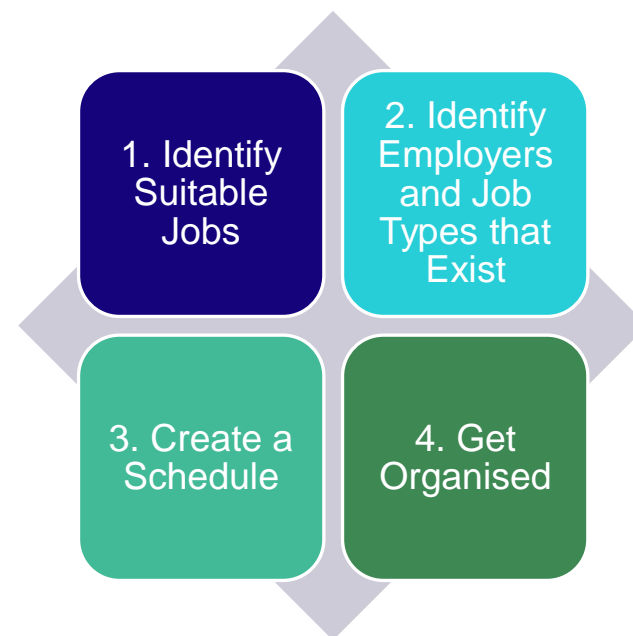 1. Identify
Suitable
Jobs
2. Identify
Employers
and Job
Types that
Exist
3. Create a
Schedule
4. Get
Organised